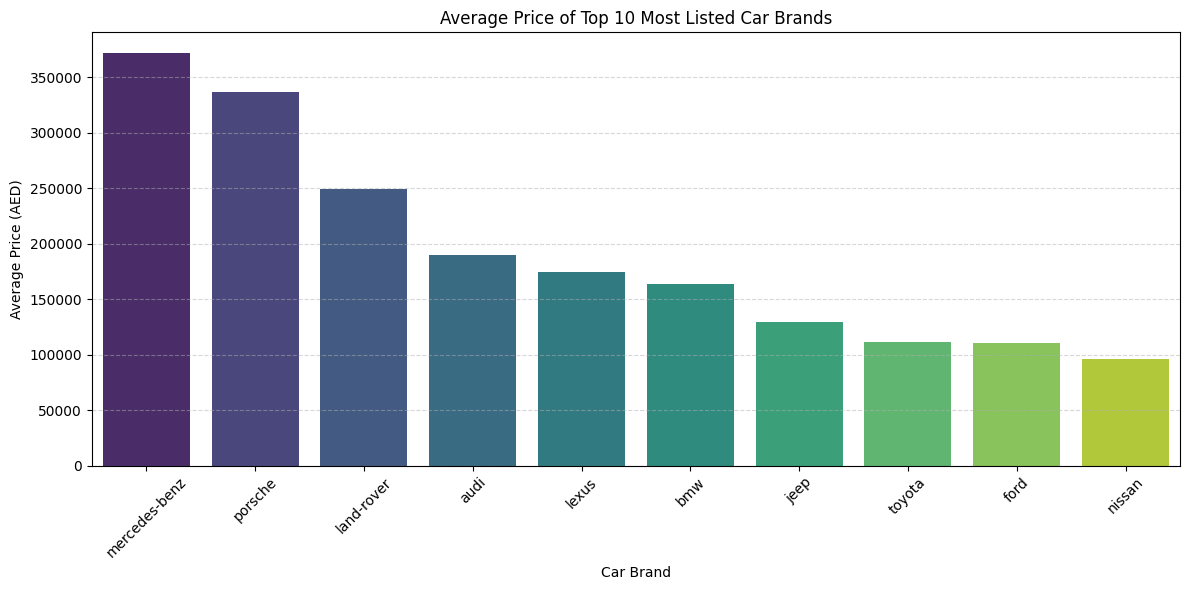 Average Price of Top 10 Most Listed Car Brands
Average Price (AED)
350000
300000
250000
200000
150000
100000
50000
0
mercedes-benz
porsche
land-rover
audi
lexus
bmw
jeep
toyota
ford
nissan
Car Brand